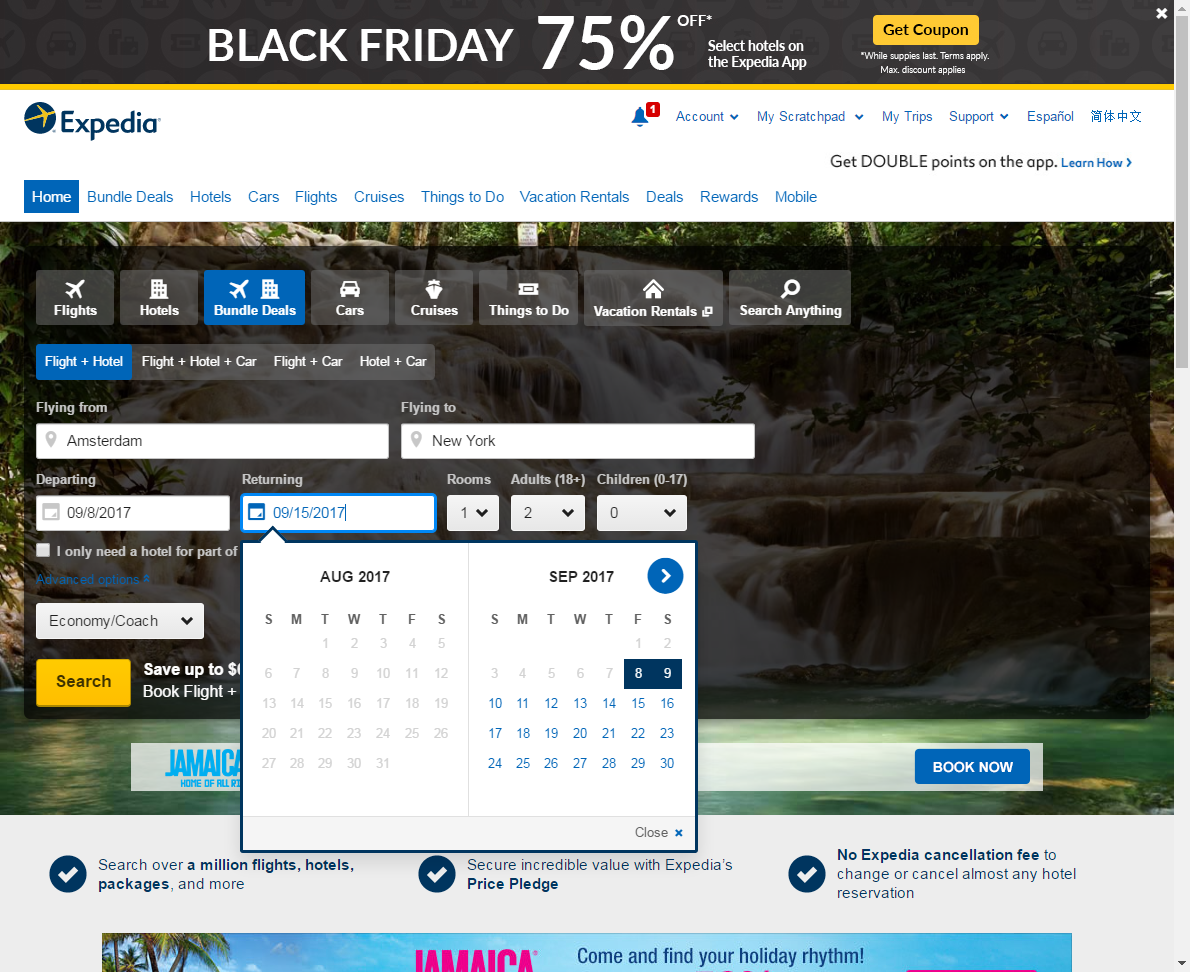 BLACK FRIDAY 75% OFF*
Select hotels on
the Expedia App
Get Coupon
*While suppies last. Terms apply.
Max. discount applies
Expedia
1
Account
My Scratchpad
My Trips
Support
Español
简体中文
Get DOUBLE points on the app. Learn How
Home Bundle Deals Hotels Cars Flights Cruises Things to Do Vacation Rentals Deals Rewards Mobile
Flights Hotels Bundle Deals Cars Cruises Things to Do Vacation Rentals Search Anything
Flight + Hotel Flight + Hotel + Car Flight + Car Hotel + Car
Flying from Flying to
Amsterdam New York
Departing Returning Rooms Adults (18+) Children (0-17)
09/8/2017 09/15/2017 1 2 0
I only need a hotel for part of
Advanced options
Economy/Coach
Search
Save up to
Book Flight +
AUG 2017
S M T W T F S
1 2 3 4 5
6 7 8 9 10 11 12
13 14 15 16 17 18 19
20 21 22 23 24 25 26
27 28 29 30 31
SEP 2017
S M T W T F S
1 2
3 4 5 6 7 8 9
10 11 12 13 14 15 16
17 18 19 20 21 22 23
24 25 26 27 28 29 30
Close ×
JAMAICA
HOME OF ALL
BOOK NOW
Search over a million flights, hotels,
packages, and more
Secure incredible value with Expedia's
Price Pledge
No Expedia cancellation fee to
change or cancel almost any hotel
reservation
JAMAICA
Come and find your holiday rhythm!